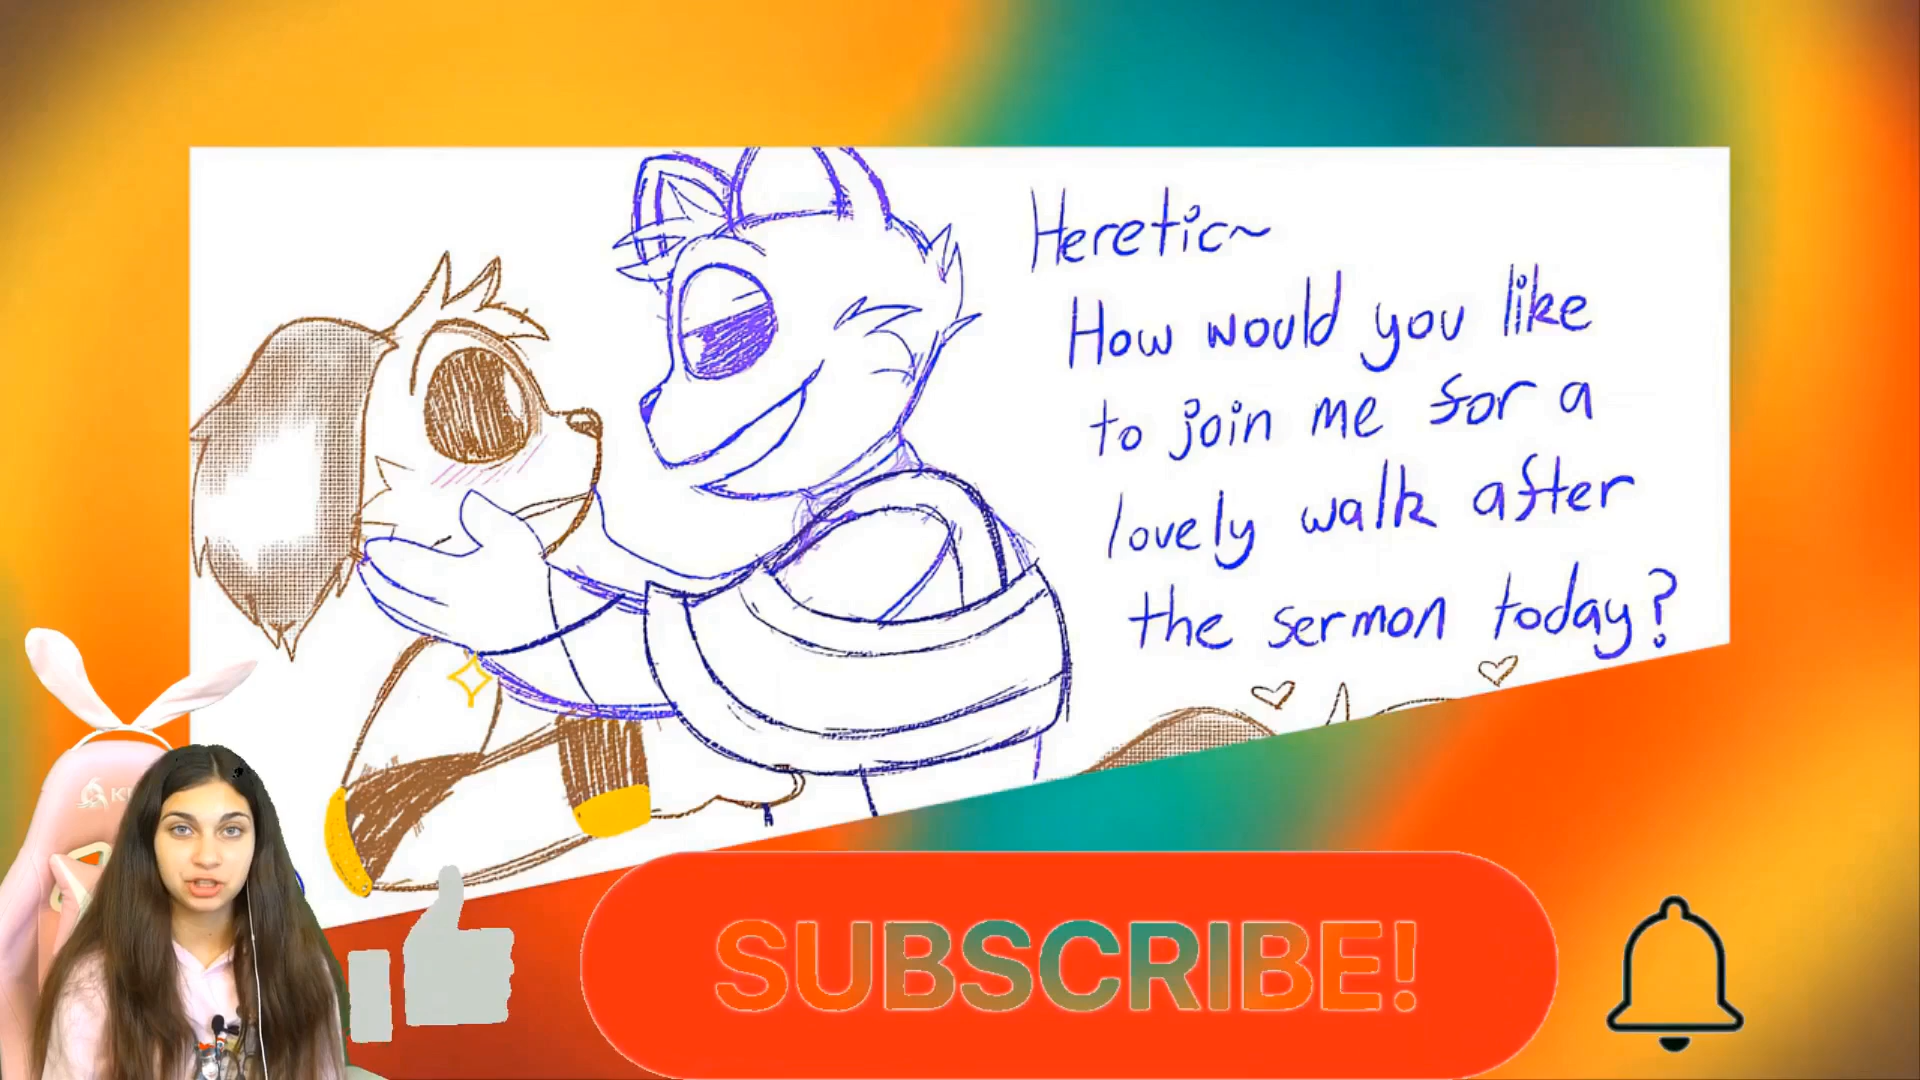 Heretic~
How would you like
to join me for a
lovely walk after
the sermon today?
SUBSCRIBE!